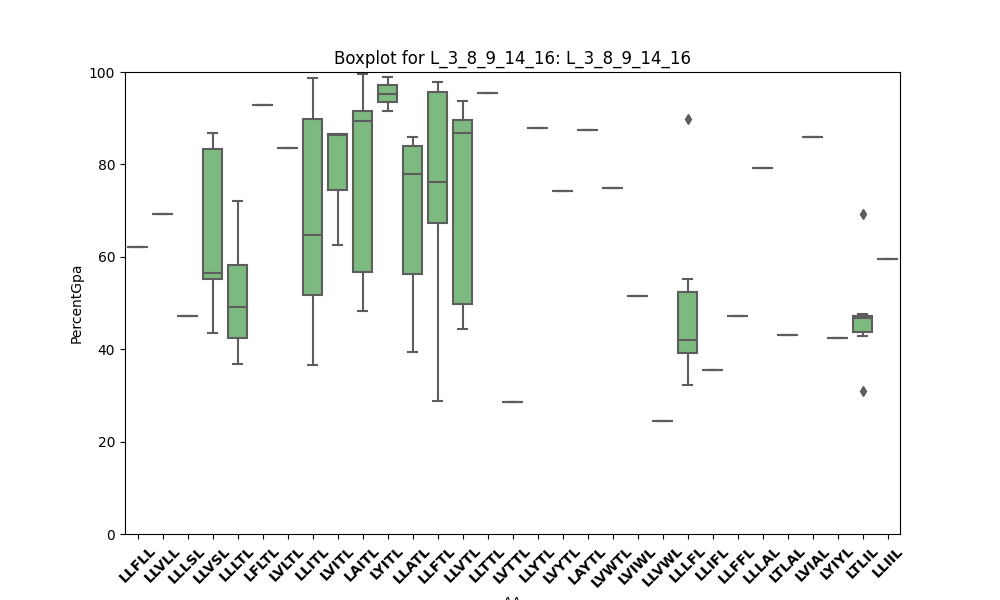 Boxplot for L_3_8_9_14_16: L_3_8_9_14_16
100
80
60
40
20
0
PercentGpa
LLFLL LLVLL LLLSL LLVSL LLLTL LFLTL LVLTL LLITL LVITL LAITL LYITL LLATL LLFTL LLVTL LLTTL LVTTL LLYTL LVYTL LAYTL LVWTL LVIWL LLVWL LLLFL LLIFL LLFFL LLLAL LTLAL LVIAL LYIYL LTLIL LLIIL